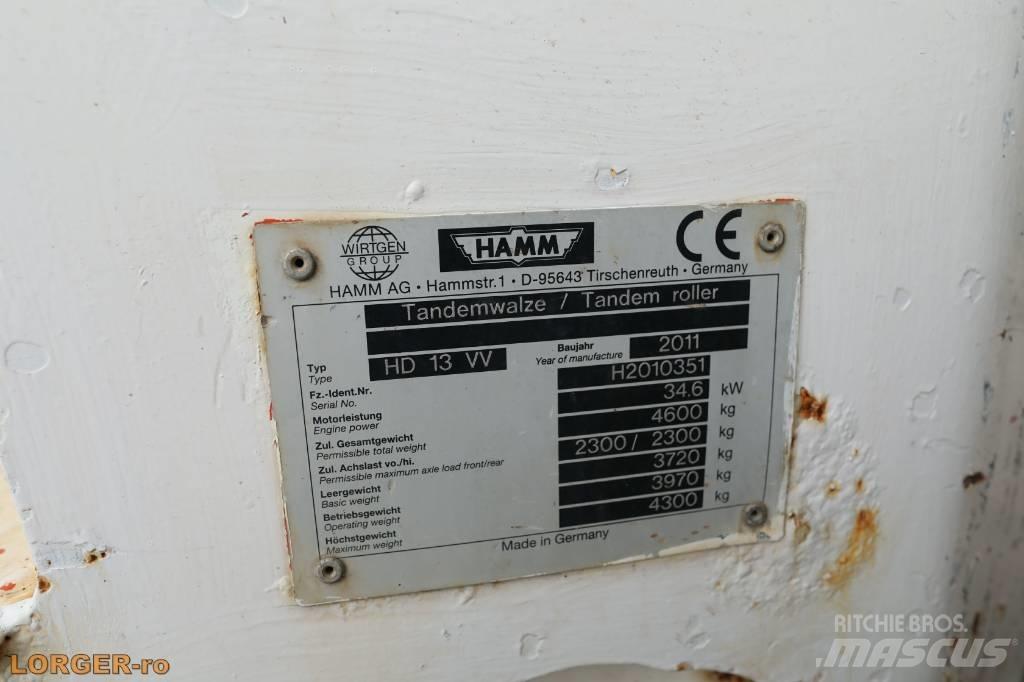 WIRTGEN
GROUP
HAMM
CE
HAMM AG · Hammstr.1 · D-95643 Tirschenreuth · Germany
Tandemwalze / Tandem roller
Typ
Type
HD 13 VV
Baujahr
Year of manufacture
2011
Fz.-Ident.Nr.
Serial No.
H2010351
Motorleistung
Engine power
34.6 kW
Zul. Gesamtgewicht
Permissible total weight
4600 kg
Zul. Achslast vo./hi.
Permissible maximum axle load front/rear
2300 / 2300 kg
Leergewicht
Basic weight
3720 kg
Betriebsgewicht
Operating weight
3970 kg
Höchstgewicht
Maximum weight
4300 kg
Made in Germany
LORGER-ro
RITCHIE BROS.
MASCUS